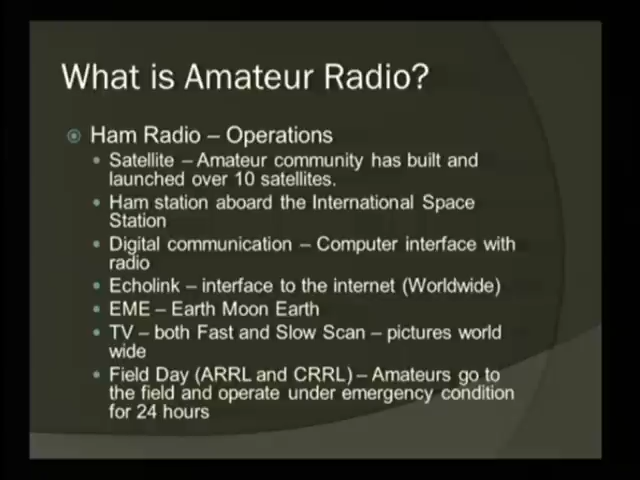 What is Amateur Radio?
Ham Radio – Operations
Satellite – Amateur community has built and
launched over 10 satellites.
Ham station aboard the International Space
Station
Digital communication – Computer interface with
radio
Echolink – interface to the internet (Worldwide)
EME – Earth Moon Earth
TV – both Fast and Slow Scan – pictures world
wide
Field Day (ARRL and CRRL) – Amateurs go to
the field and operate under emergency condition
for 24 hours